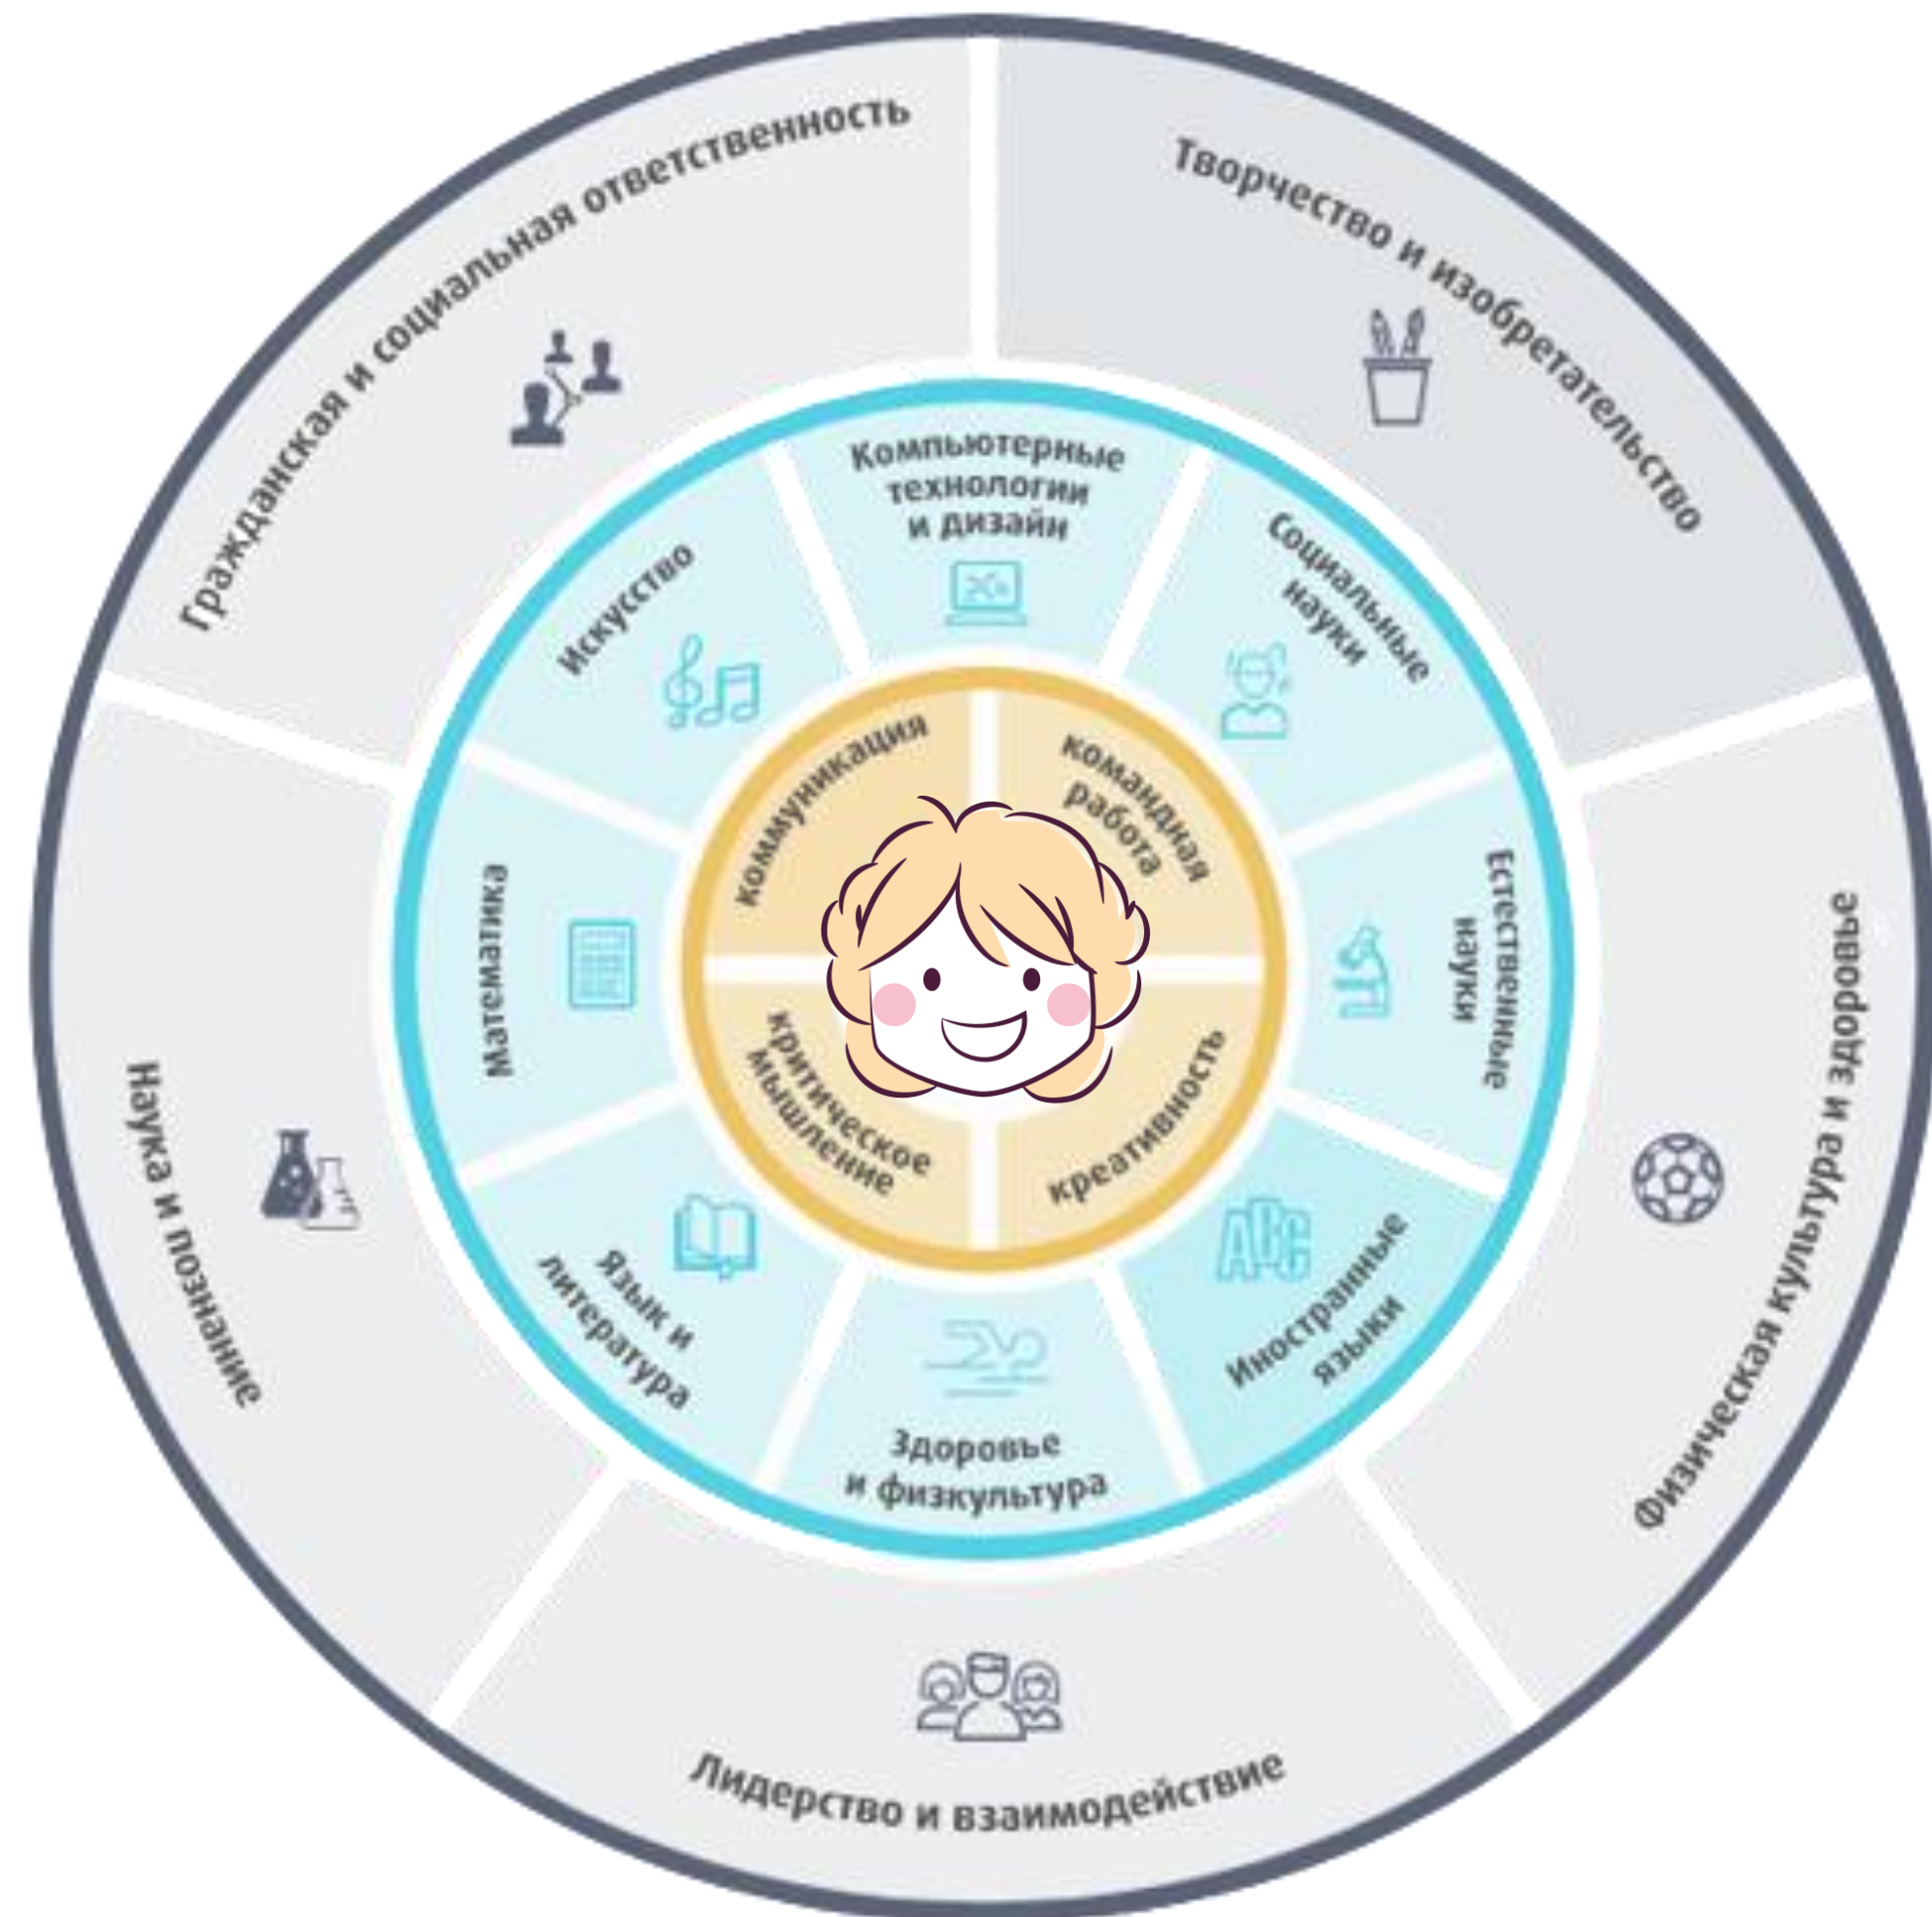 Гражданская и социальная ответственность
Творчество и изобретательство
Физическая культура и здоровье
Лидерство и взаимодействие
Наука и познание
Компьютерные
технологии
и дизайн
Социальные
науки
Естественные
науки
Иностранные
языки
ABC
Здоровье
и физкультура
Язык и
литература
Математика
Искусство
коммуникация
командная
работа
креативность
критическое
мышление